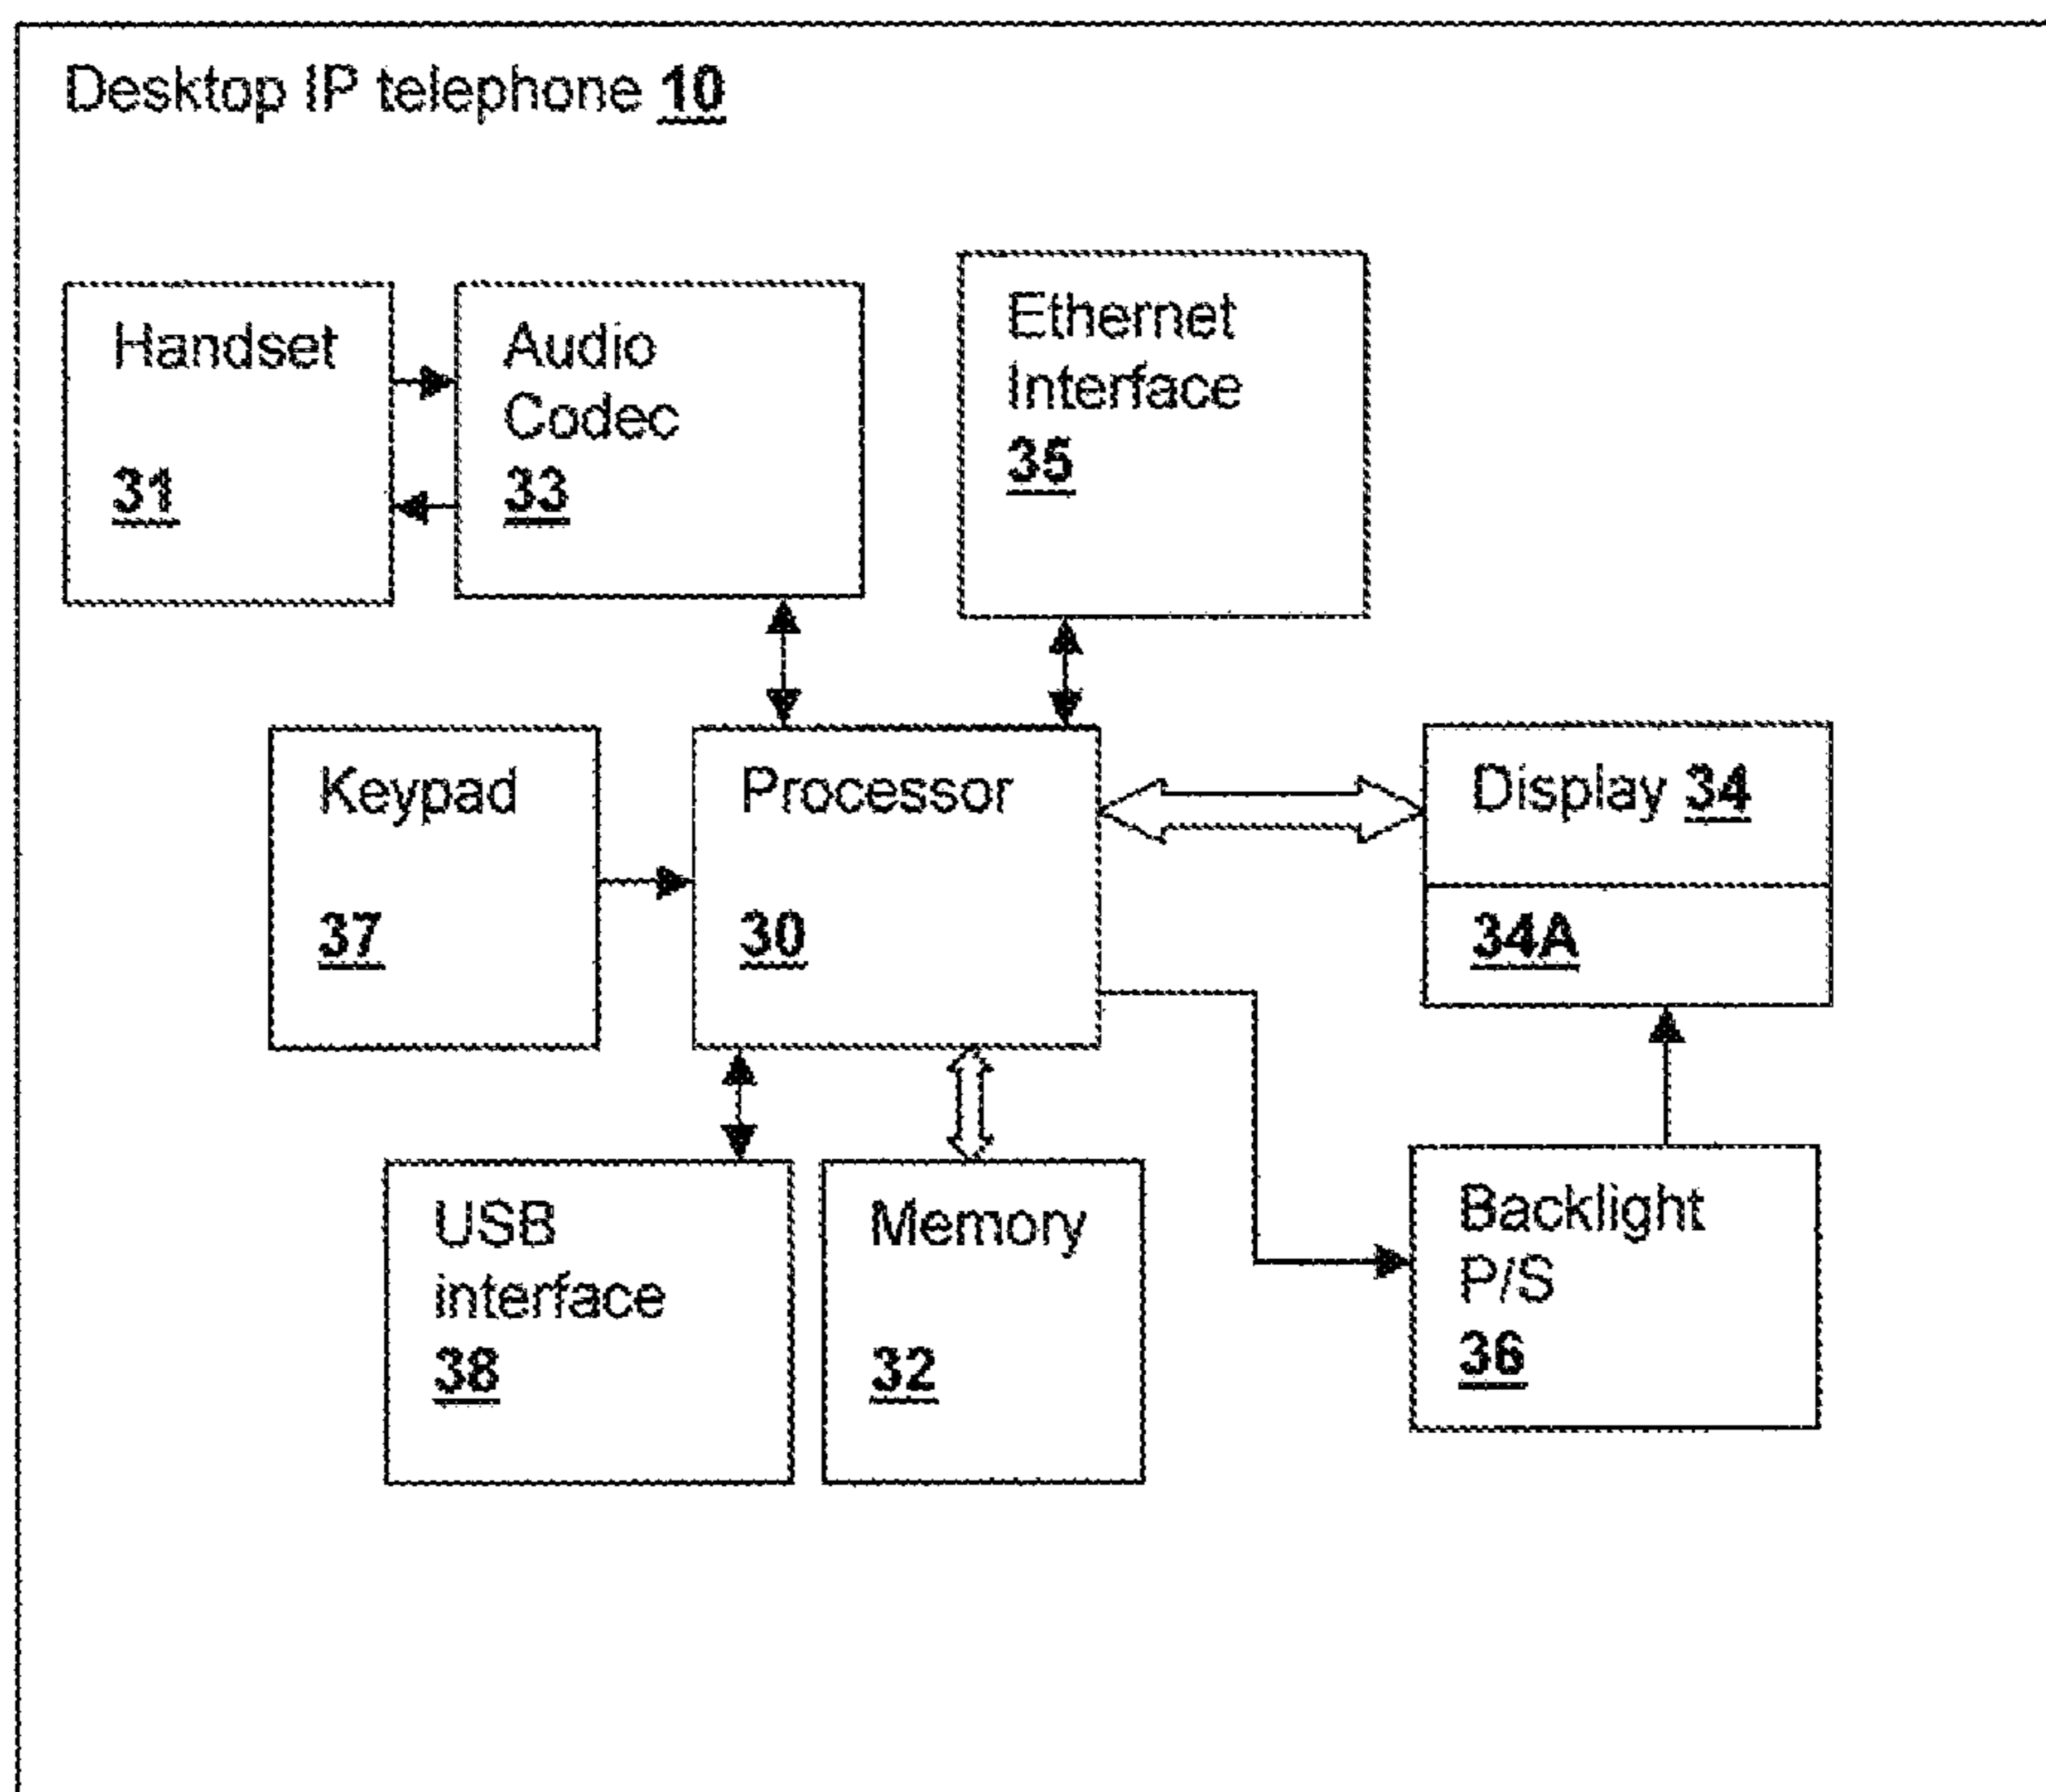 Desktop IP telephone 10
Handset
31
Audio
Codec
33
Ethernet
Interface
35
Keypad
37
Processor
30
Display 34
34A
USB
interface
38
Memory
32
Backlight
P/S
36